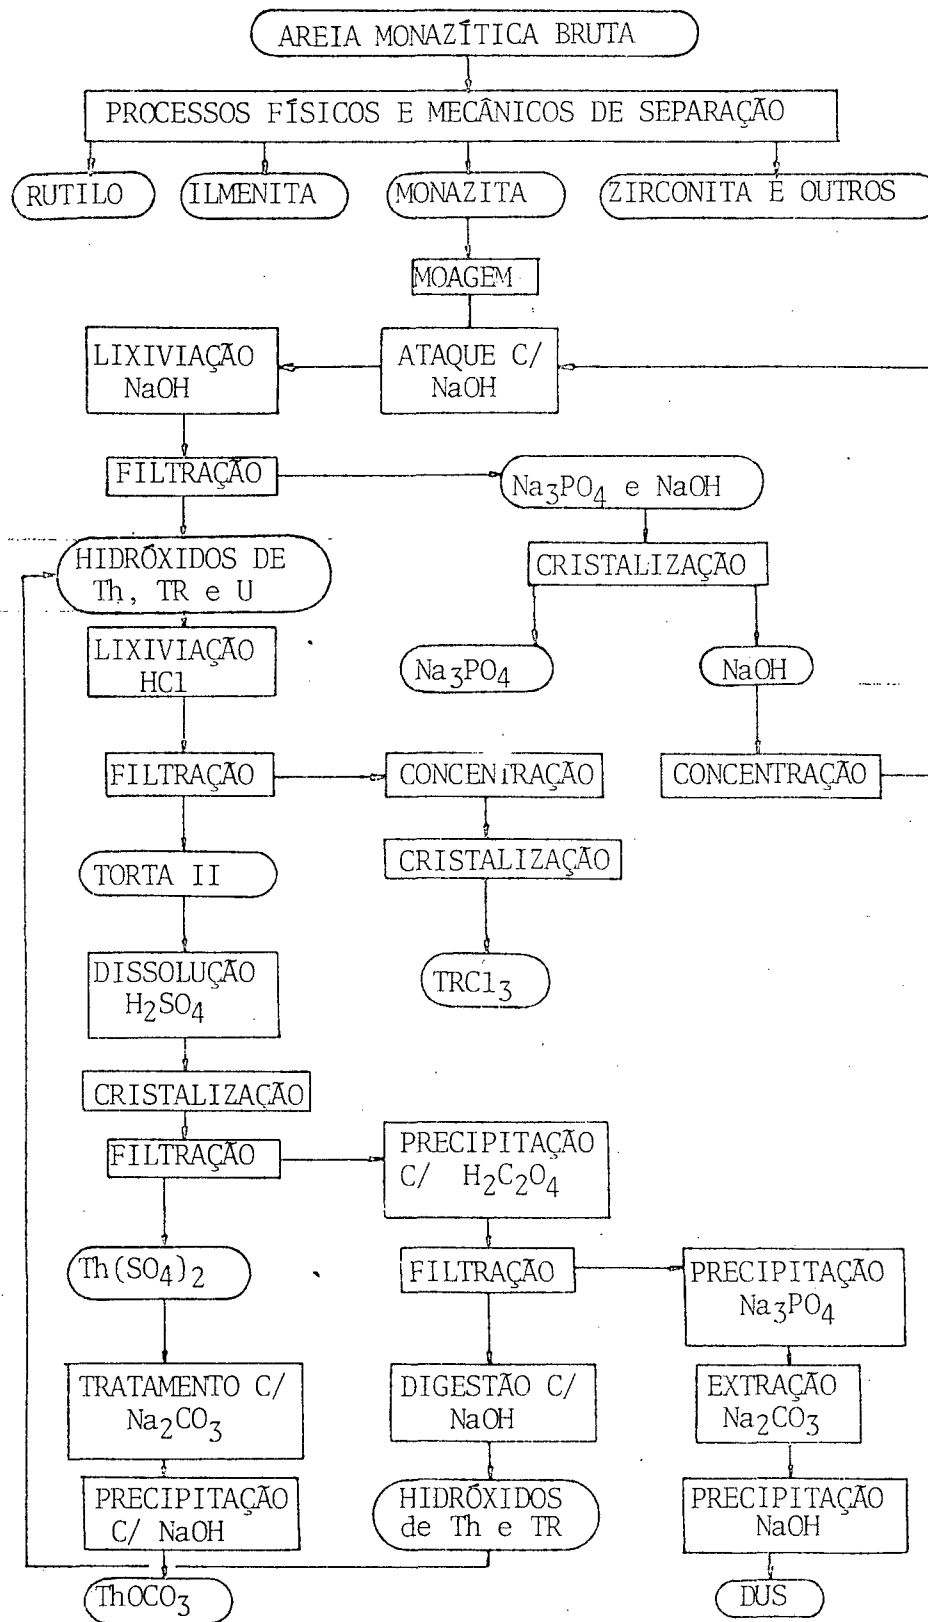 AREIA MONAZÍTICA BRUTA
PROCESSOS FÍSICOS E MECÂNICOS DE SEPARAÇÃO
RUTILO
ILMENITA
MONAZITA
ZIRCONITA E OUTROS
MOAGEM
LIXIVIAÇÃO
NaOH
ATAQUE C/
NaOH
FILTRAÇÃO
Na3PO4 e NaOH
HIDRÓXIDOS DE
Th, TR e U
CRISTALIZAÇÃO
LIXIVIAÇÃO
HCl
Na3PO4
NaOH
FILTRAÇÃO
CONCENTRAÇÃO
CONCENTRAÇÃO
TORTA II
CRISTALIZAÇÃO
DISSOLUÇÃO
H2SO4
TRCl3
CRISTALIZAÇÃO
FILTRAÇÃO
PRECIPITAÇÃO
C/ H2C2O4
Th(SO4)2
FILTRAÇÃO
PRECIPITAÇÃO
Na3PO4
TRATAMENTO C/
Na2CO3
DIGESTÃO C/
NaOH
EXTRAÇÃO
Na2CO3
PRECIPITAÇÃO
C/ NaOH
HIDRÓXIDOS
de Th e TR
PRECIPITAÇÃO
NaOH
ThOCO3
DUS